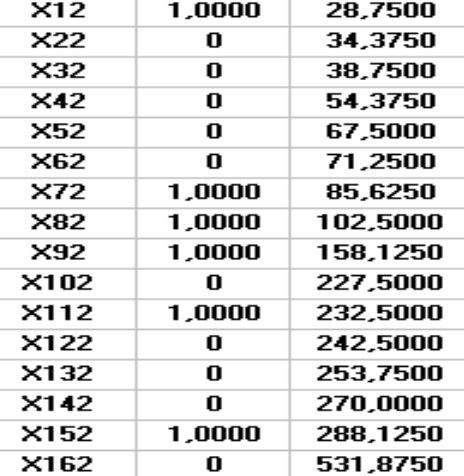 X12 1,0000 28,7500
X22 0 34,3750
X32 0 38,7500
X42 0 54,3750
X52 0 67,5000
X62 0 71,2500
X72 1,0000 85,6250
X82 1,0000 102,5000
X92 1,0000 158,1250
X102 0 227,5000
X112 1,0000 232,5000
X122 0 242,5000
X132 0 253,7500
X142 0 270,0000
X152 1,0000 288,1250
X162 0 531,8750